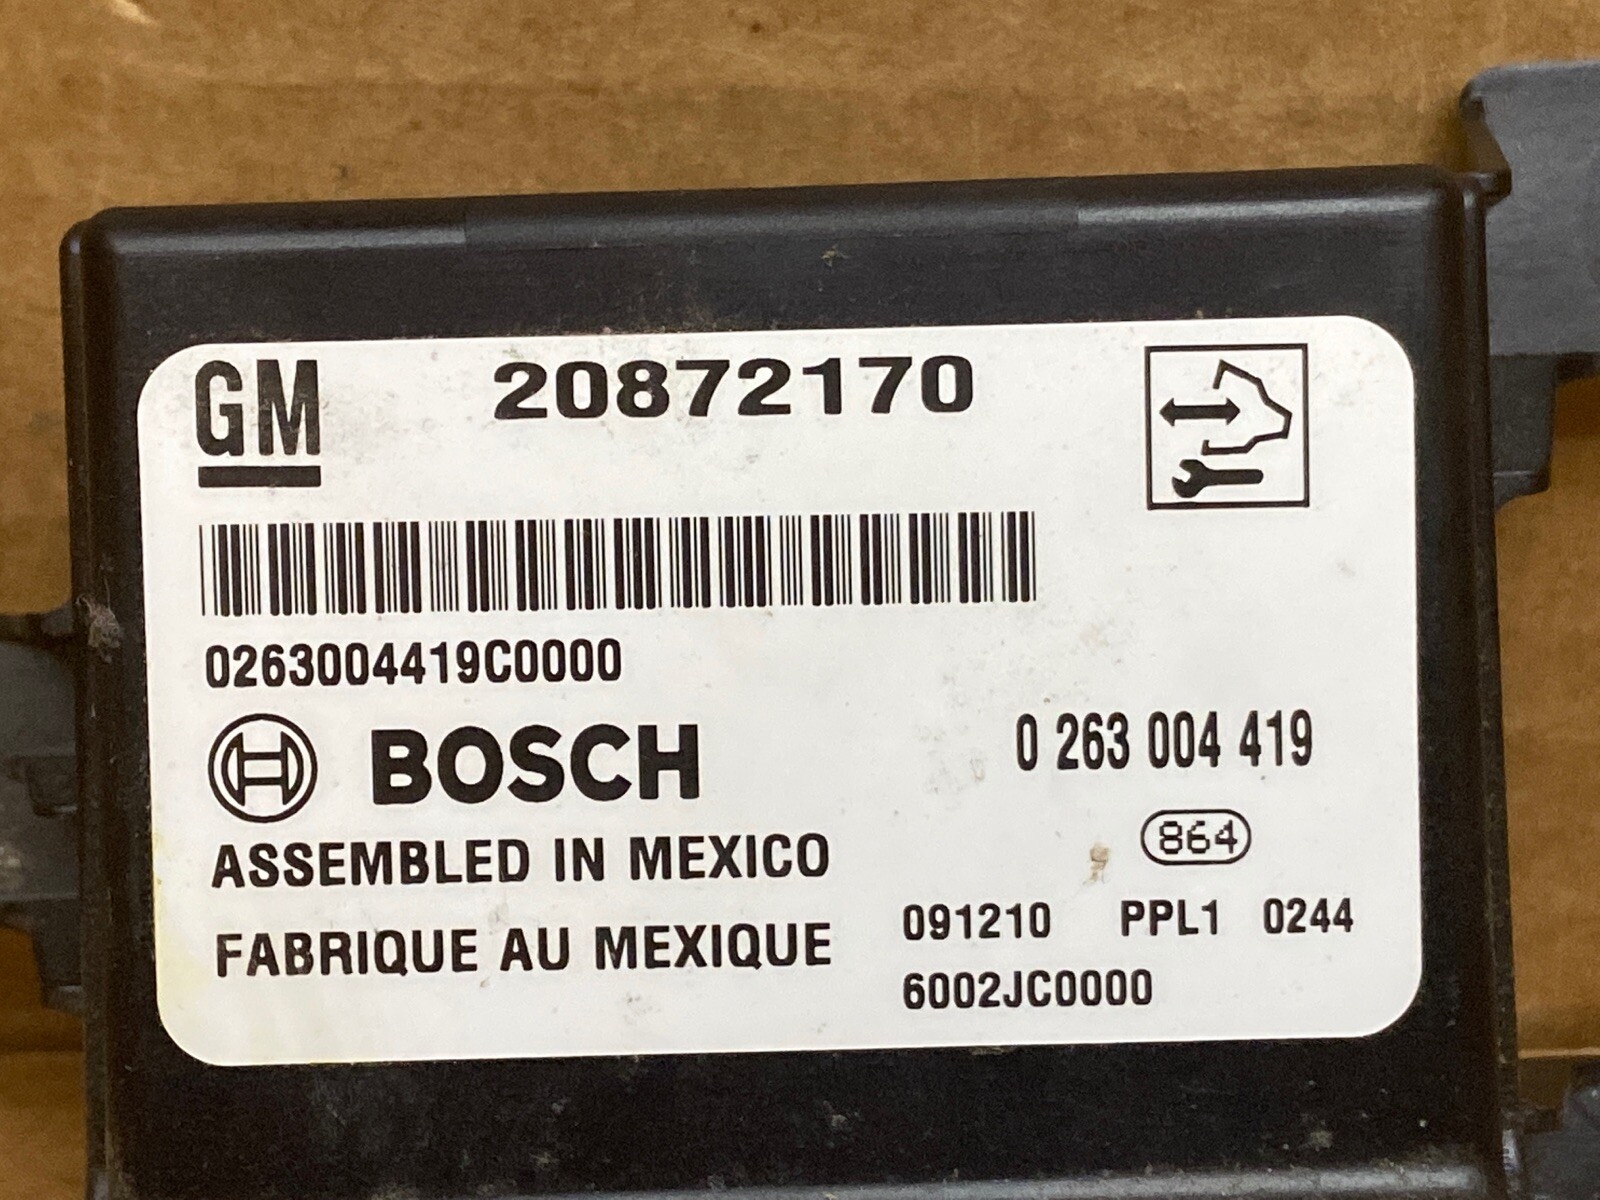 GM 20872170
0263004419C0000
BOSCH 0 263 004 419
864
ASSEMBLED IN MEXICO
FABRIQUE AU MEXIQUE
091210 PPL1 0244
6002JC0000